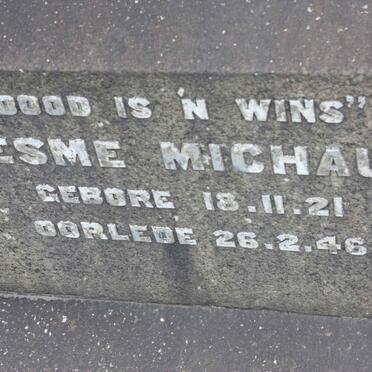 DOOD IS 'N WINS"
ESME MICHAU
GEBORE 18.11.21
OORLEDE 26.2.46